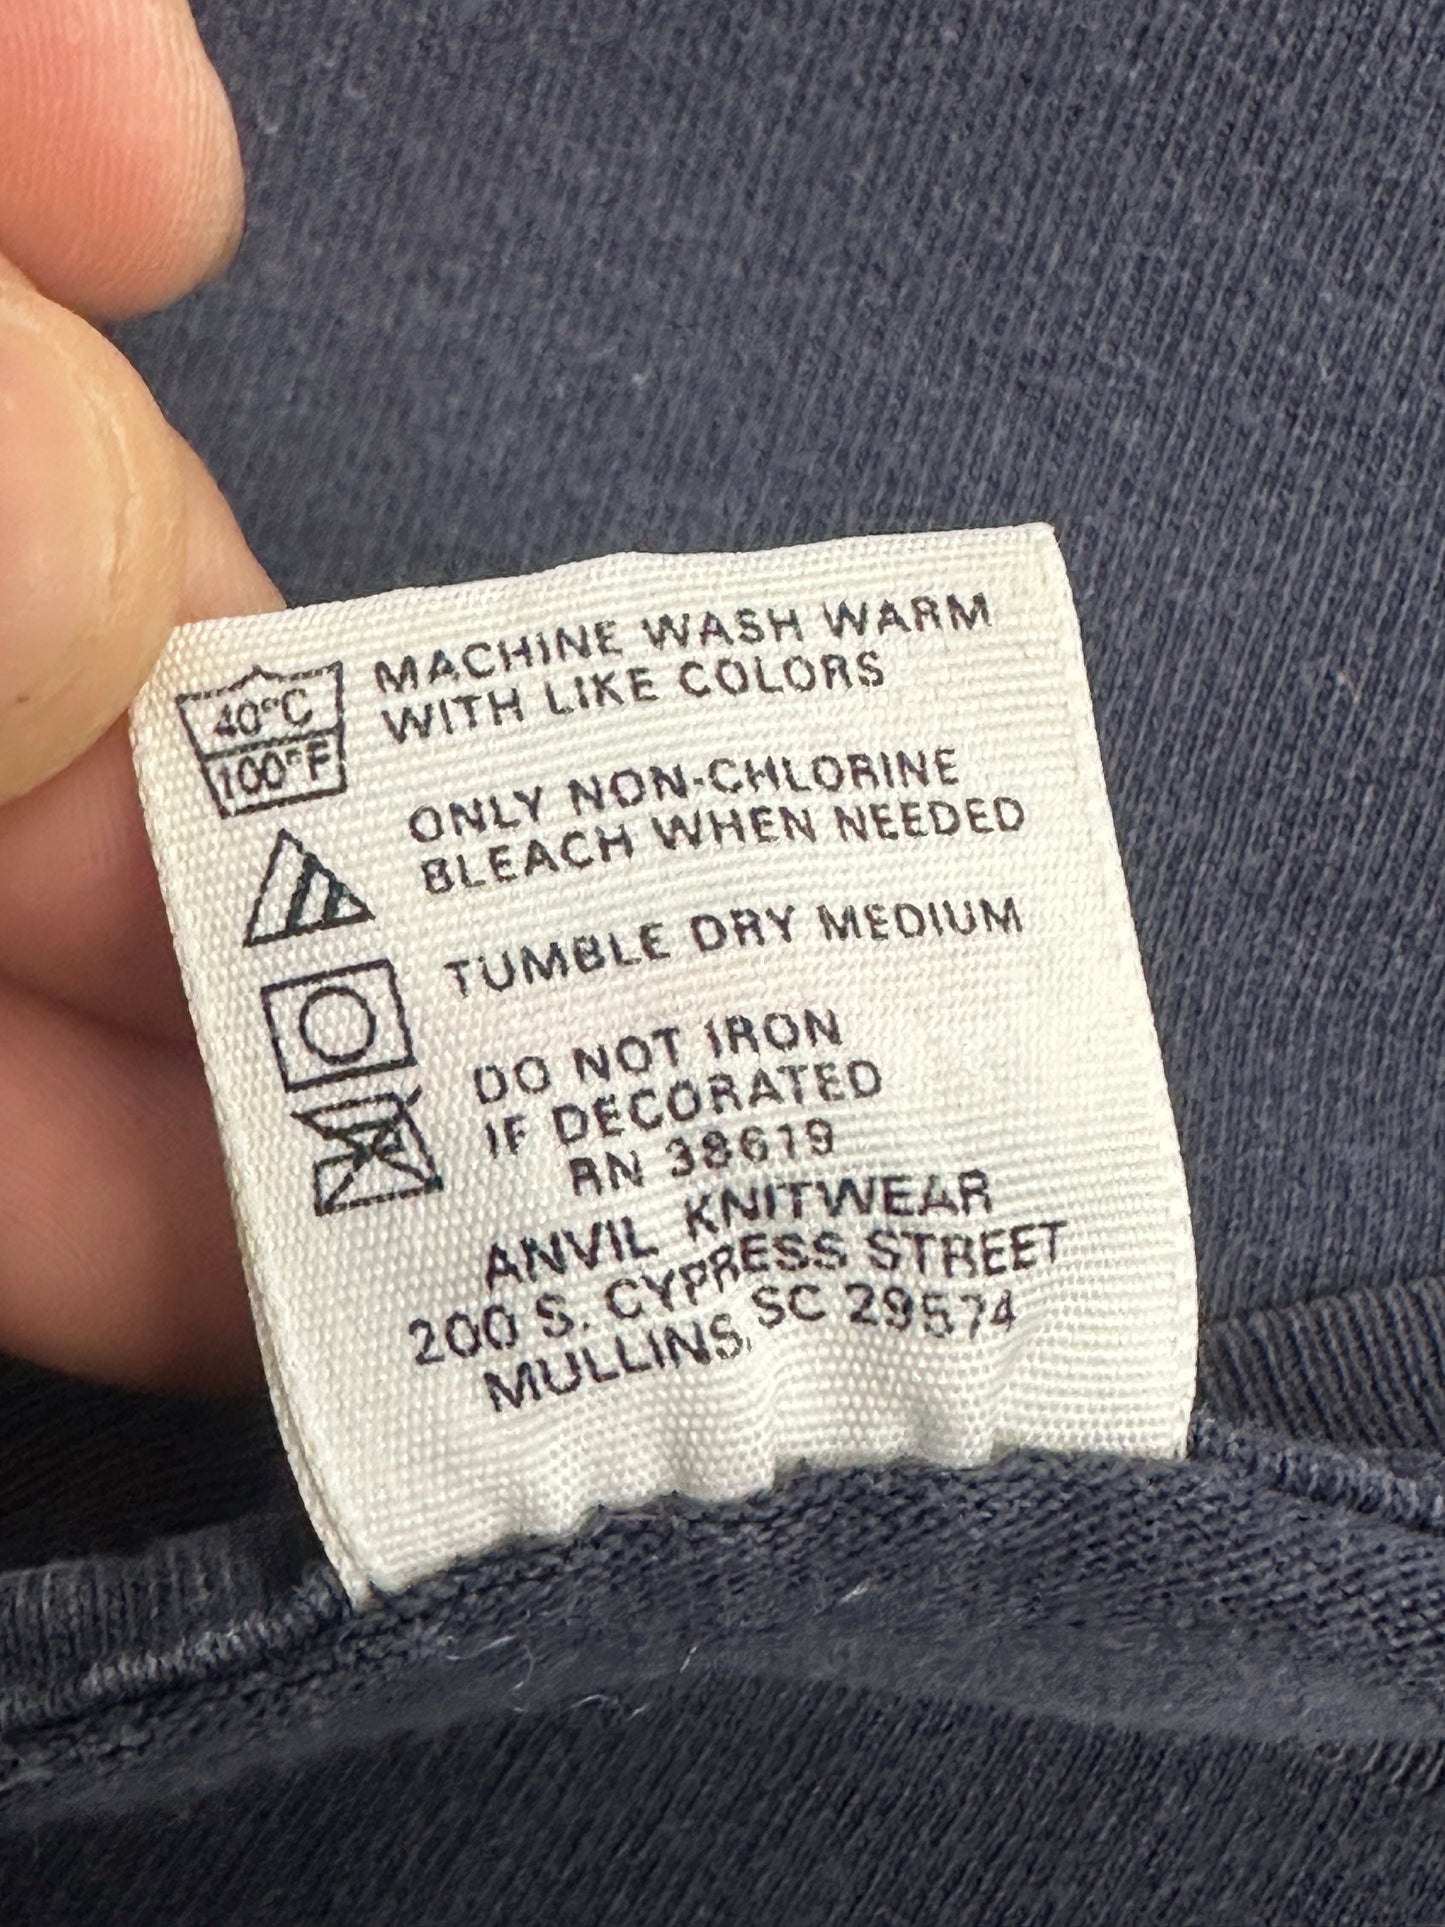 40°C
100°F
MACHINE WASH WARM
WITH LIKE COLORS
ONLY NON-CHLORINE
BLEACH WHEN NEEDED
TUMBLE DRY MEDIUM
DO NOT IRON
IF DECORATED
RN 38619
ANVIL KNITWEAR
200 S. CYPRESS STREET
MULLINS, SC 29574